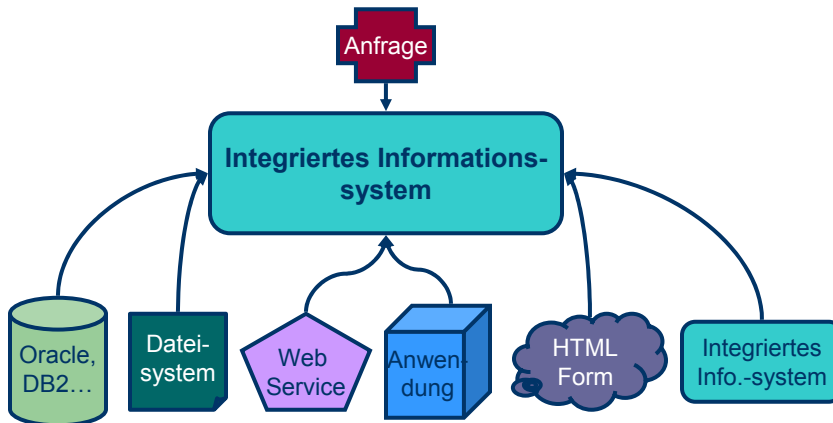 Anfrage
Integriertes Informations-
system
Oracle,
DB2…
Datei-
system
Web
Service
Anwen-
dung
HTML
Form
Integriertes
Info.-system